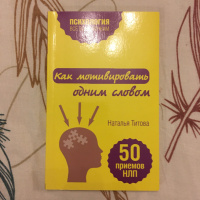 ПСИХОЛОГИЯ
Как мотивировать
одним словом
Наталья Титова
50
приемов
НЛП